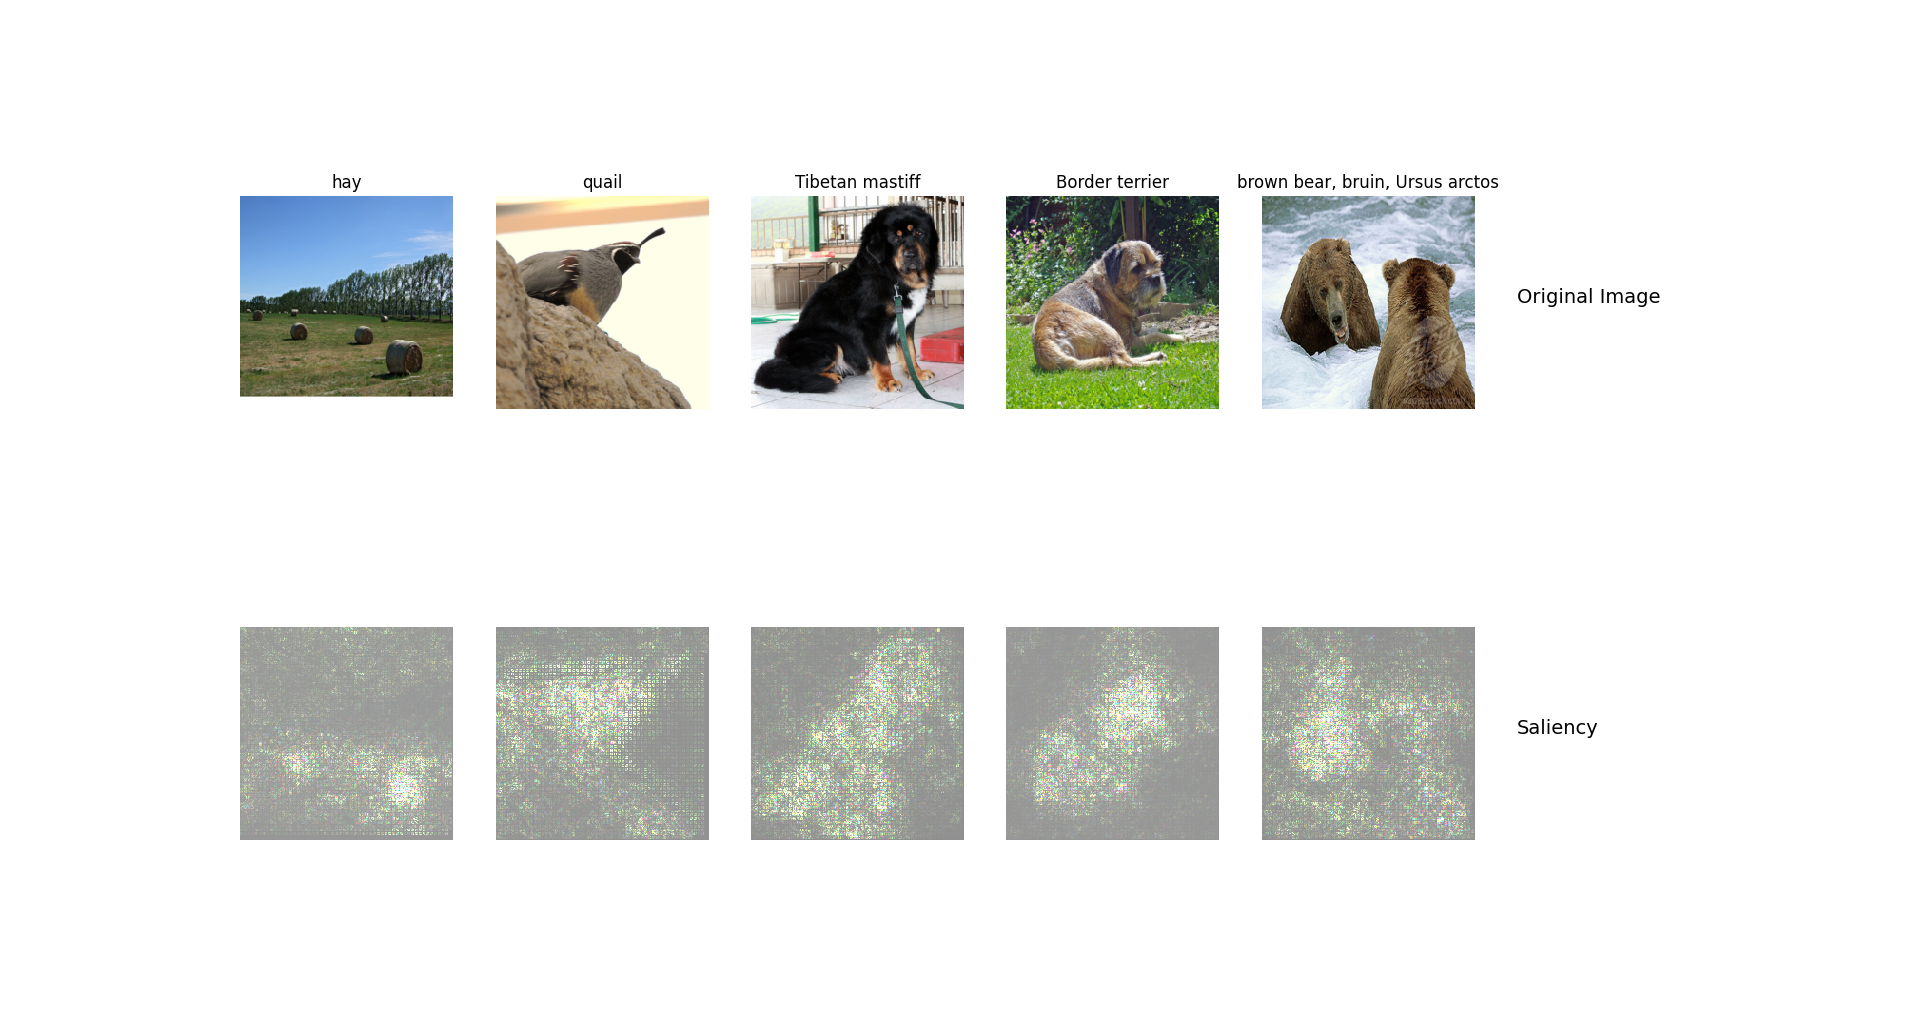 hay
quail
Tibetan mastiff
Border terrier
brown bear, bruin, Ursus arctos
Original Image
Saliency